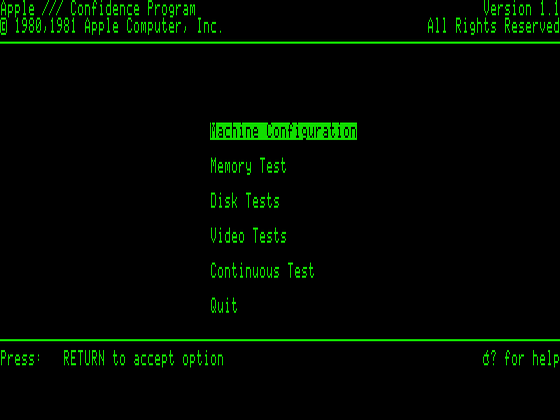 Apple /// Confidence Program Version 1.1
© 1980,1981 Apple Computer, Inc. All Rights Reserved
Machine Configuration
Memory Test
Disk Tests
Video Tests
Continuous Test
Quit
Press: RETURN to accept option ? for help